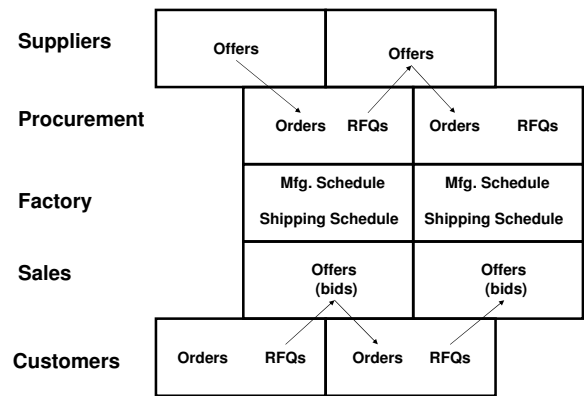 Suppliers
Offers
Offers
Procurement
Orders RFQs
Orders RFQs
Factory
Mfg. Schedule
Shipping Schedule
Mfg. Schedule
Shipping Schedule
Sales
Offers
(bids)
Offers
(bids)
Customers
Orders RFQs
Orders RFQs